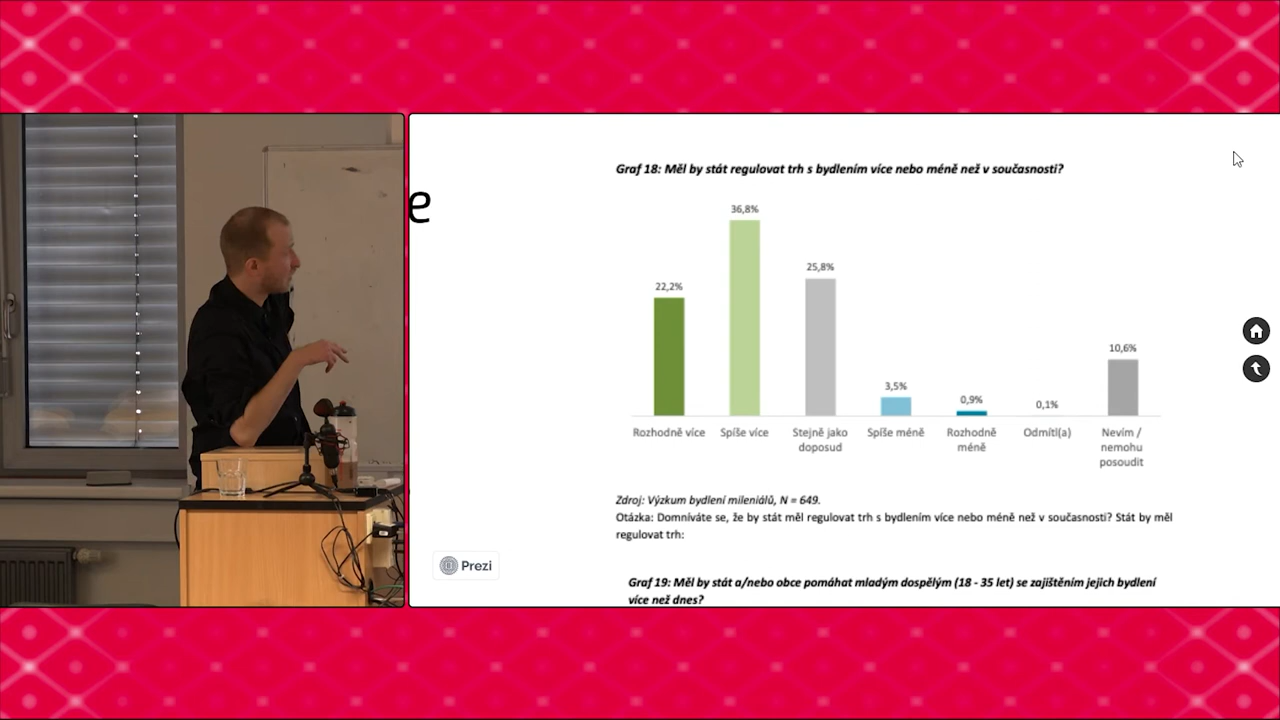 e
Graf 18: Měl by stát regulovat trh s bydlením více nebo méně než v současnosti?
36,8%
25,8%
22,2%
10,6%
3,5%
0,9%
0,1%
Rozhodně více
Spíše více
Stejně jako
doposud
Spíše méně
Rozhodně
méně
Odmítl(a)
Nevím /
nemohu
posoudit
Zdroj: Výzkum bydlení mileniálů, N = 649.
Otázka: Domníváte se, že by stát měl regulovat trh s bydlením více nebo méně než v současnosti? Stát by měl
regulovat trh:
Prezi
Graf 19: Měl by stát a/nebo obce pomáhat mladým dospělým (18 - 35 let) se zajištěním jejich bydlení
více než dnes?